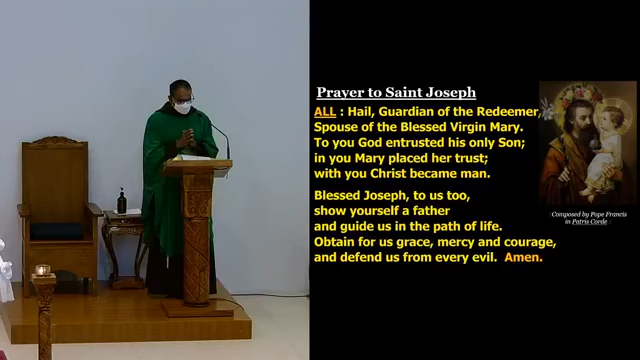 Prayer to Saint Joseph
ALL : Hail, Guardian of the Redeemer,
Spouse of the Blessed Virgin Mary.
To you God entrusted his only Son;
in you Mary placed her trust;
with you Christ became man.
Blessed Joseph, to us too,
show yourself a father
and guide us in the path of life.
Obtain for us grace, mercy and courage,
and defend us from every evil. Amen.
(Composed by Pope Francis
in Patris Corde)